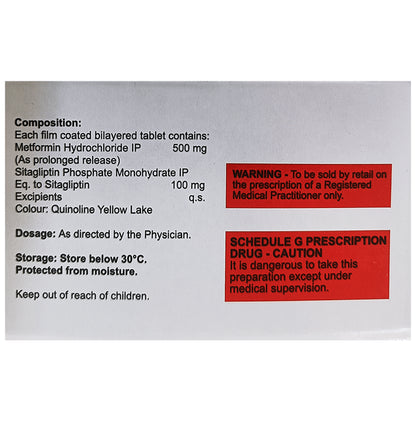 Composition:
Each film coated bilayered tablet contains:
Metformin Hydrochloride IP 500 mg
(As prolonged release)
Sitagliptin Phosphate Monohydrate IP
Eq. to Sitagliptin 100 mg
Excipients q.s.
Colour: Quinoline Yellow Lake
Dosage: As directed by the Physician.
Storage: Store below 30°C.
Protected from moisture.
Keep out of reach of children.
WARNING - To be sold by retail on
the prescription of a Registered
Medical Practitioner only.
SCHEDULE G PRESCRIPTION
DRUG - CAUTION
It is dangerous to take this
preparation except under
medical supervision.